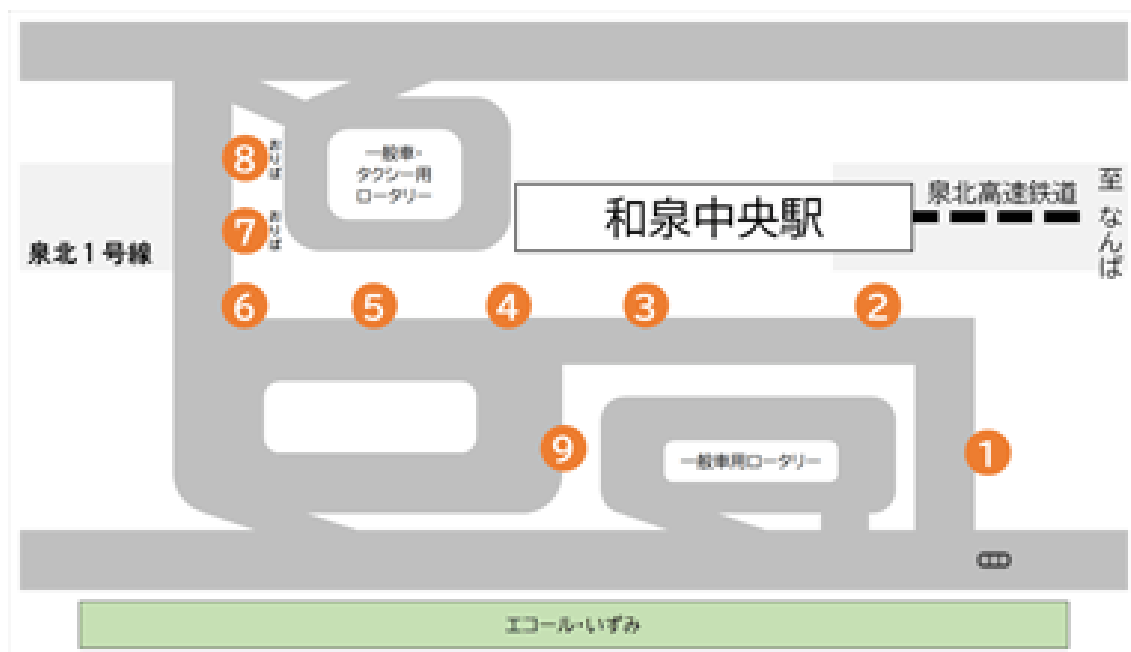 8
おりば
一般車・
タクシー用
ロータリー
7
おりば
和泉中央駅
泉北高速鉄道
至 なんば
泉北1号線
6
5
4
3
2
9
一般車用ロータリー
1
エコール・いずみ